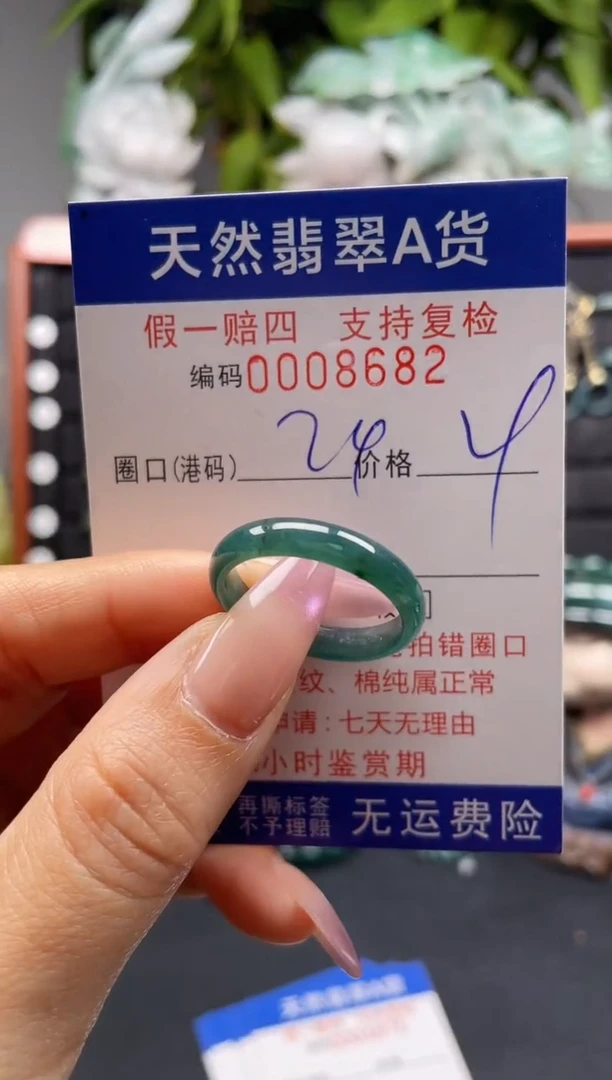 天然翡翠A货
假一赔四 支持复检
编码0008682
圈口(港码) 24 价格 4
拍错圈口
纹、棉纯属正常
申请:七天无理由
小时鉴赏期
再撕标签
不予理赔
无运费险